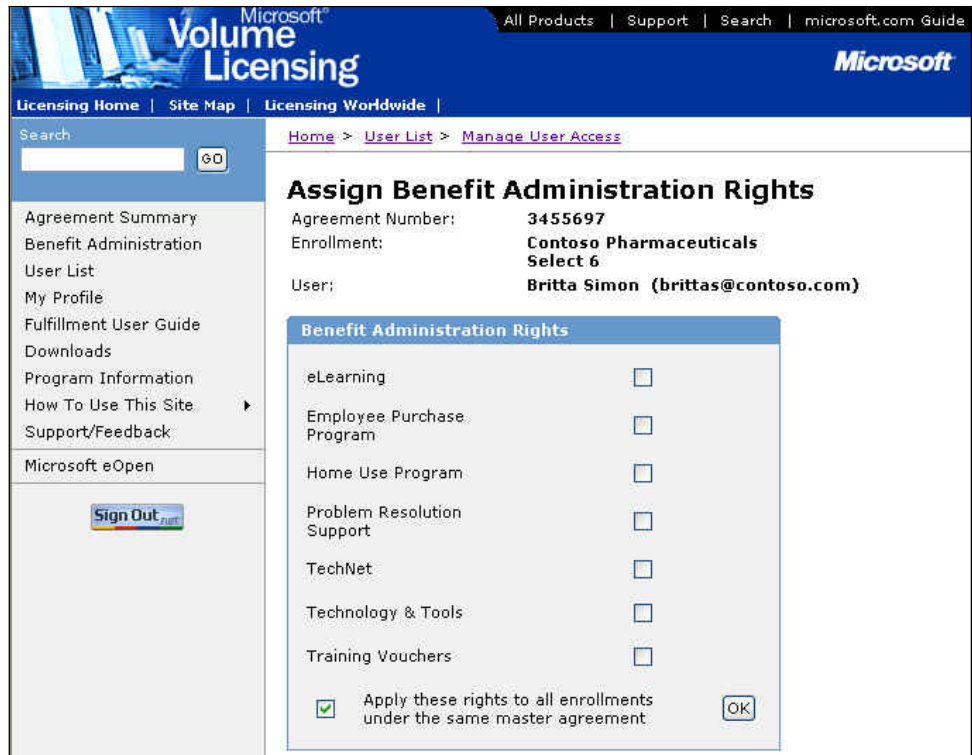 Microsoft®
Volume
Licensing
All Products | Support | Search | microsoft.com Guide
Microsoft
Licensing Home | Site Map | Licensing Worldwide |
Search
GO
Home > User List > Manage User Access
Agreement Summary
Benefit Administration
User List
My Profile
Fulfillment User Guide
Downloads
Program Information
How To Use This Site
Support/Feedback
Microsoft eOpen
Sign Out .net
Assign Benefit Administration Rights
Agreement Number: 3455697
Enrollment: Contoso Pharmaceuticals
Select 6
User: Britta Simon (brittas@contoso.com)
Benefit Administration Rights
eLearning
Employee Purchase
Program
Home Use Program
Problem Resolution
Support
TechNet
Technology & Tools
Training Vouchers
Apply these rights to all enrollments
under the same master agreement
OK